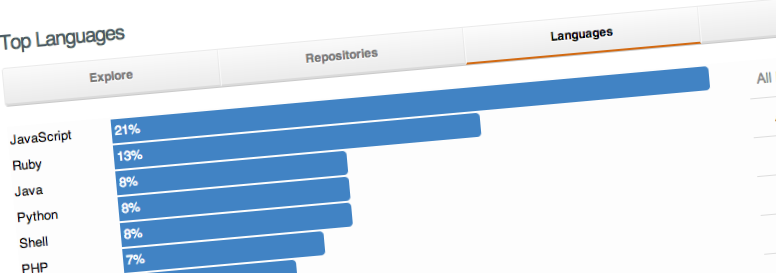 Top Languages
Explore Repositories Languages
All
JavaScript 21%
Ruby 13%
Java 8%
Python 8%
Shell 8%
PHP 7%